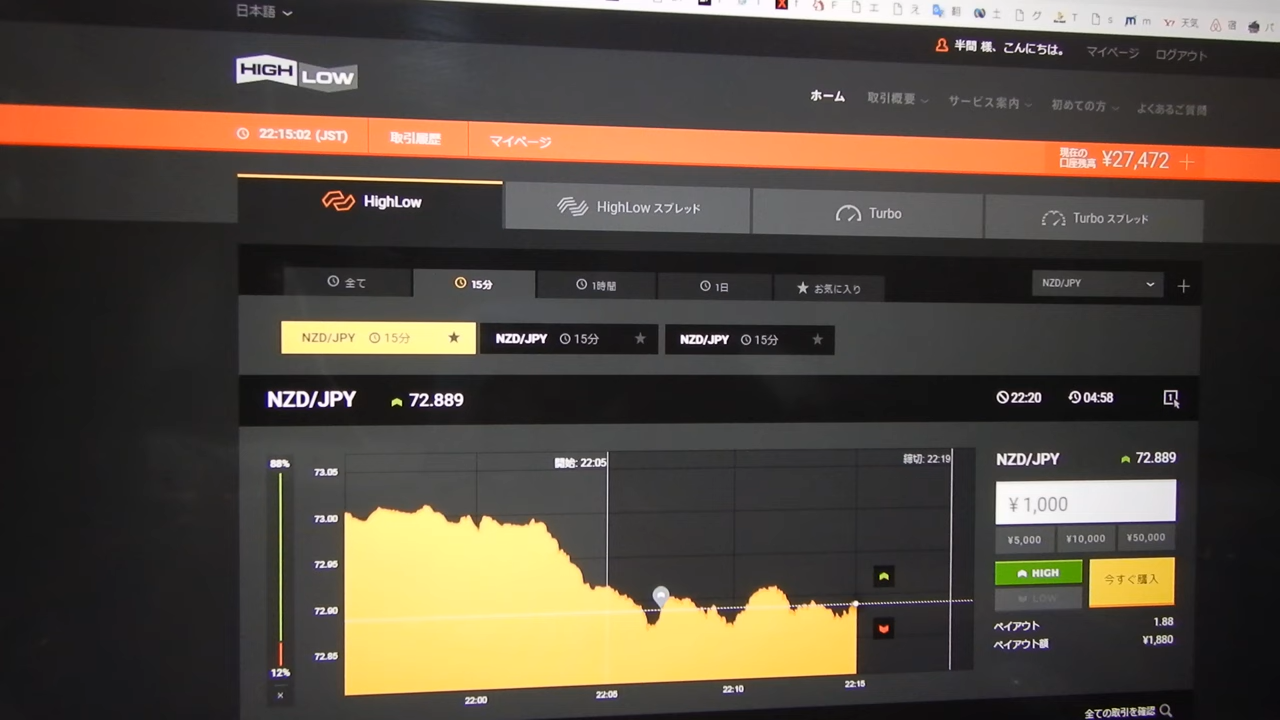 日本語
半間 様、こんにちは。 マイページ ログアウト
HIGH LOW
ホーム 取引概要 サービス案内 初めての方 よくあるご質問
22:15:02 (JST) 取引履歴 マイページ
現在の
口座残高 ¥27,472
HighLow HighLow スプレッド Turbo Turbo スプレッド
全て 15分 1時間 1日 お気に入り NZD/JPY
NZD/JPY 15分 NZD/JPY 15分 NZD/JPY 15分
NZD/JPY 72.889 22:20 04:58
88%
12%
73.05
73.00
72.95
72.90
72.85
開始: 22:05 締切: 22:19
22:00 22:05 22:10 22:15
NZD/JPY 72.889
¥ 1,000
¥5,000 ¥10,000 ¥50,000
HIGH
LOW
今すぐ購入
ペイアウト 1.88
ペイアウト額 ¥1,880
全ての取引を確認